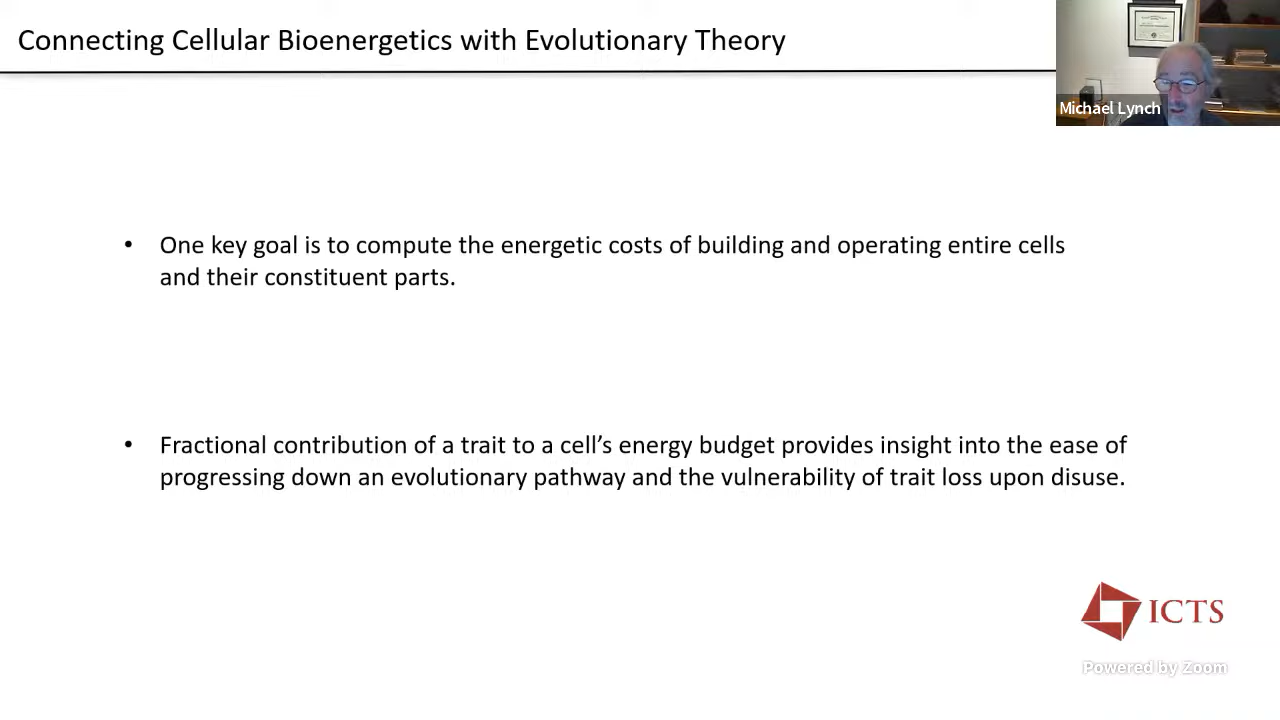 Connecting Cellular Bioenergetics with Evolutionary Theory
Michael Lynch
• One key goal is to compute the energetic costs of building and operating entire cells
and their constituent parts.
• Fractional contribution of a trait to a cell’s energy budget provides insight into the ease of
progressing down an evolutionary pathway and the vulnerability of trait loss upon disuse.
ICTS
Powered by Zoom